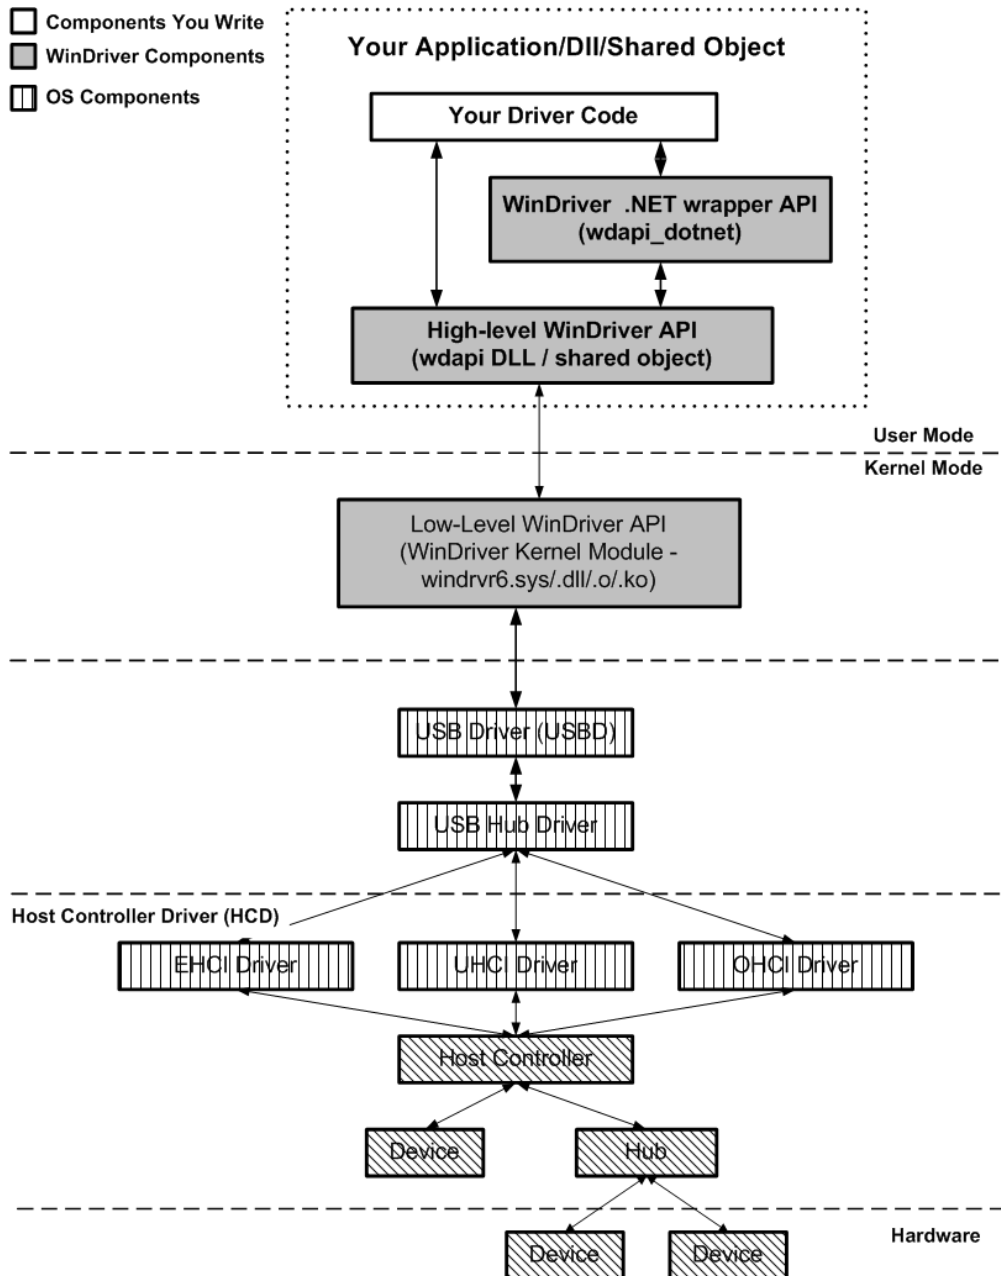 Components You Write
WinDriver Components
OS Components
Your Application/Dll/Shared Object
Your Driver Code
WinDriver .NET wrapper API
(wdapi_dotnet)
High-level WinDriver API
(wdapi DLL / shared object)
User Mode
Kernel Mode
Low-Level WinDriver API
(WinDriver Kernel Module -
windrvr6.sys/.dll/.o/.ko)
USB Driver (USBD)
USB Hub Driver
Host Controller Driver (HCD)
EHCI Driver
UHCI Driver
OHCI Driver
Host Controller
Device
Hub
Hardware
Device
Device